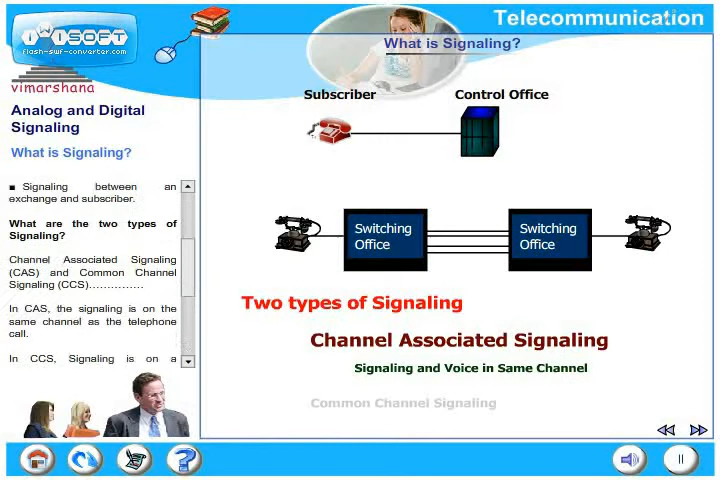 Telecommunication
iWiSOFT
flash-swf-converter.com
What is Signaling?
vimarshana
Analog and Digital
Signaling
What is Signaling?
■ Signaling between an
exchange and subscriber.
What are the two types of
Signaling?
Channel Associated Signaling
(CAS) and Common Channel
Signaling (CCS)……………
In CAS, the signaling is on the
same channel as the telephone
call.
In CCS, Signaling is on a
Subscriber
Control Office
Switching
Office
Switching
Office
Two types of Signaling
Channel Associated Signaling
Signaling and Voice in Same Channel
Common Channel Signaling